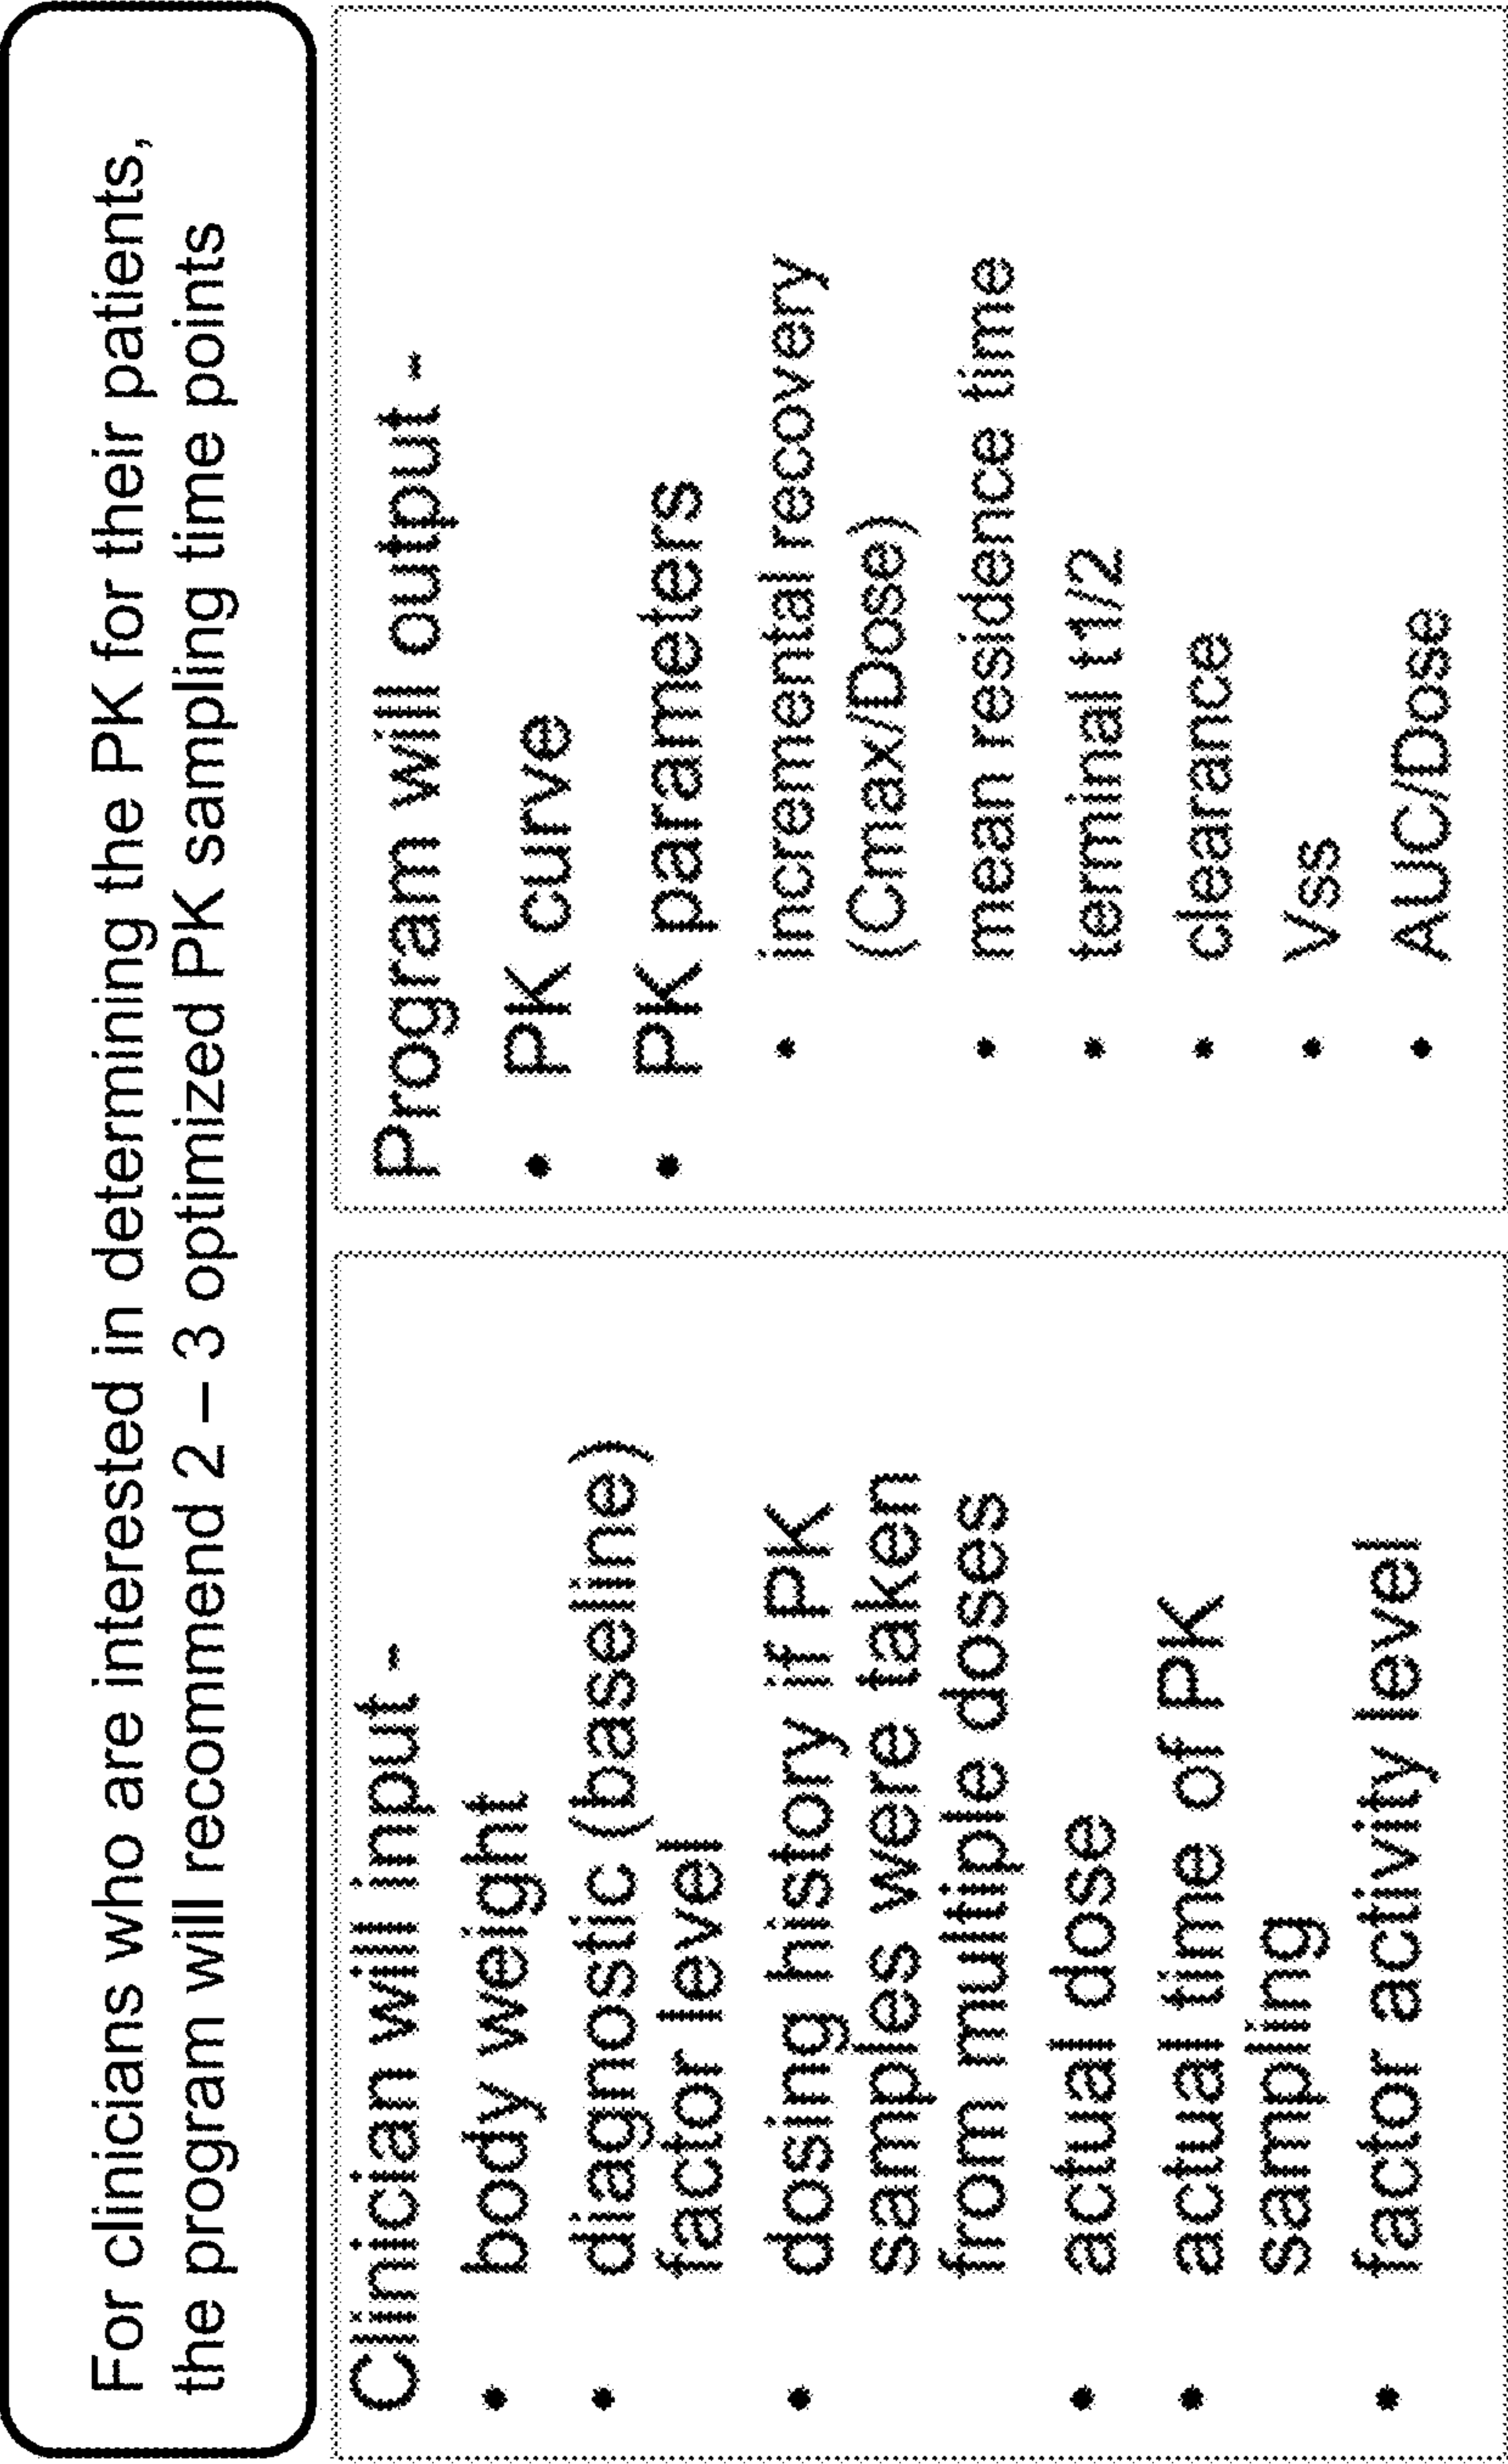 For clinicians who are interested in determining the PK for their patients,
the program will recommend 2 – 3 optimized PK sampling time points
Clinician will input -
• body weight
• diagnostic (baseline)
factor level
• dosing history if PK
samples were taken
from multiple doses
• actual dose
• actual time of PK
sampling
• factor activity level
Program will output -
• PK curve
• PK parameters
• incremental recovery
(Cmax/Dose)
• mean residence time
• terminal t1/2
• clearance
• Vss
• AUC/Dose